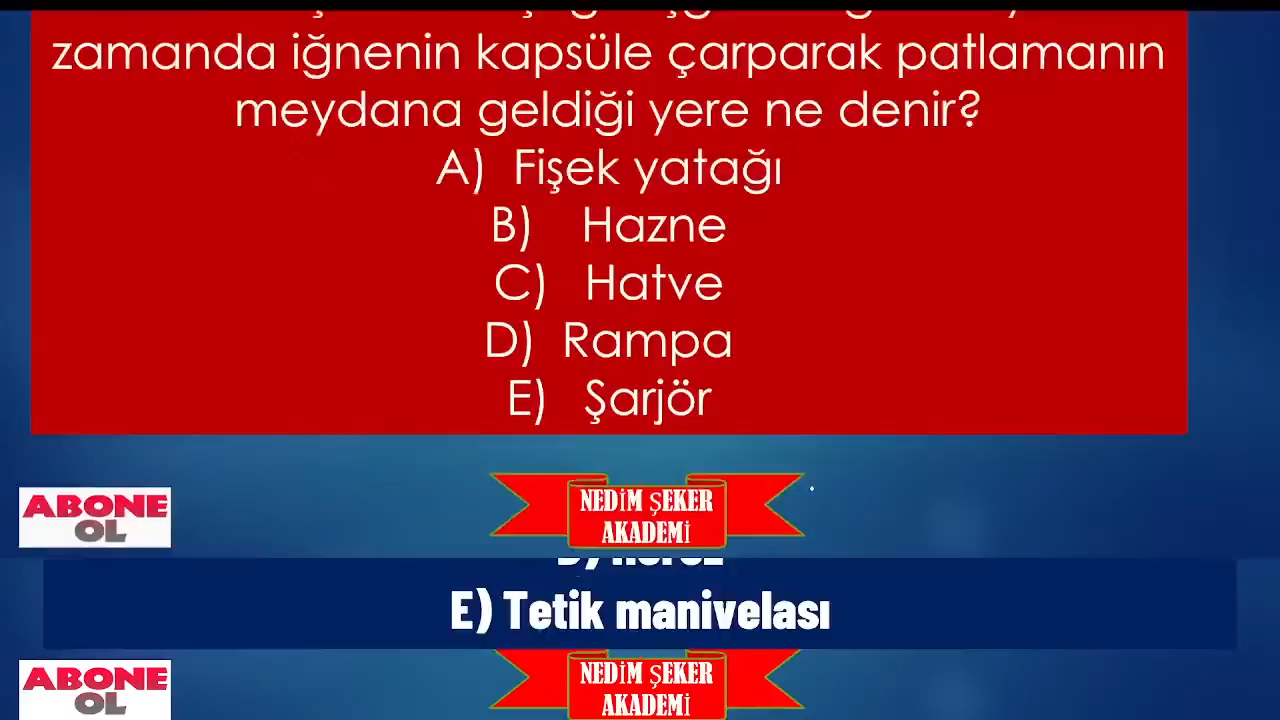 zamanda iğnenin kapsüle çarparak patlamanın
meydana geldiği yere ne denir?
A) Fişek yatağı
B) Hazne
C) Hatve
D) Rampa
E) Şarjör
ABONE
OL
NEDİM ŞEKER
AKADEMİ
E) Tetik manivelası
ABONE
OL
NEDİM ŞEKER
AKADEMİ